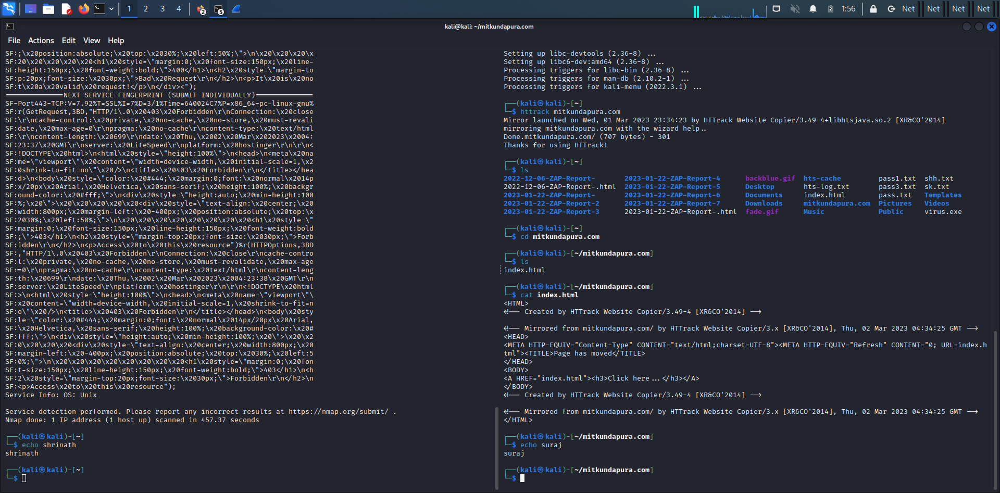 1 2 3 4 2 5 1:56 Net Net Net Net
kali@kali: ~/mitkundapura.com
File Actions Edit View Help
SF:;\x20position:absolute;\x20top:\x2030%;\x20left:50%;\">\n\x20\x20\x20\x
SF:20\x20\x20\x20\x20<h1\x20style=\"margin:0;\x20font-size:150px;\x20line-
SF:height:150px;\x20font-weight:bold;\">400</h1>\n<h2\x20style=\"margin-to
SF:p:20px;font-size:\x2030px;\">Bad\x20Request\r\n</h2>\n<p>It\x20is\x20no
SF:t\x20a\x20valid\x20request!</p>\n</div><");
==============NEXT SERVICE FINGERPRINT (SUBMIT INDIVIDUALLY)==============
SF-Port443-TCP:V=7.92%T=SSL%I=7%D=3/1%Time=640024C7%P=x86_64-pc-linux-gnu%
SF:r(GetRequest,3BD,"HTTP/1\.0\x20403\x20Forbidden\r\nConnection:\x20close
SF:\r\ncache-control:\x20private,\x20no-cache,\x20no-store,\x20must-revali
SF:date,\x20max-age=0\r\npragma:\x20no-cache\r\ncontent-type:\x20text/html
SF:\r\ncontent-length:\x20699\r\ndate:\x20Thu,\x2002\x20Mar\x202023\x2004:
SF:23:37\x20GMT\r\nserver:\x20LiteSpeed\r\nplatform:\x20hostinger\r\n\r\n<
SF:!DOCTYPE\x20html>\n<html\x20style=\"height:100%\">\n<head>\n<meta\x20na
SF:me=\"viewport\"\x20content=\"width=device-width,\x20initial-scale=1,\x2
SF:0shrink-to-fit=no\"\x20/>\n<title>\x20403\x20Forbidden\r\n</title></hea
SF:d>\n<body\x20style=\"color:\x20#444;\x20margin:0;font:\x20normal\x2014p
SF:x/20px\x20Arial,\x20Helvetica,\x20sans-serif;\x20height:100%;\x20backgr
SF:ound-color:\x20#fff;\">\n<div\x20style=\"height:auto;\x20min-height:100
SF:%;\x20\">\x20\x20\x20\x20\x20<div\x20style=\"text-align:\x20center;\x20
SF:width:800px;\x20margin-left:\x20-400px;\x20position:absolute;\x20top:\x
SF:2030%;\x20left:50%;\">\n\x20\x20\x20\x20\x20\x20\x20\x20<h1\x20style=\"
SF:margin:0;\x20font-size:150px;\x20line-height:150px;\x20font-weight:bold
SF:;\">403</h1>\n<h2\x20style=\"margin-top:20px;font-size:\x2030px;\">Forb
SF:idden\r\n</h2>\n<p>Access\x20to\x20this\x20resource")%r(HTTPOptions,3BD
SF:,"HTTP/1\.0\x20403\x20Forbidden\r\nConnection:\x20close\r\ncache-contro
SF:l:\x20private,\x20no-cache,\x20no-store,\x20must-revalidate,\x20max-age
SF:=0\r\npragma:\x20no-cache\r\ncontent-type:\x20text/html\r\ncontent-leng
SF:th:\x20699\r\ndate:\x20Thu,\x2002\x20Mar\x202023\x2004:23:38\x20GMT\r\n
SF:server:\x20LiteSpeed\r\nplatform:\x20hostinger\r\n\r\n<!DOCTYPE\x20html
SF:>\n<html\x20style=\"height:100%\">\n<head>\n<meta\x20name=\"viewport\"\
SF:x20content=\"width=device-width,\x20initial-scale=1,\x20shrink-to-fit=n
SF:o\"\x20/>\n<title>\x20403\x20Forbidden\r\n</title></head>\n<body\x20sty
SF:le=\"color:\x20#444;\x20margin:0;font:\x20normal\x2014px/20px\x20Arial,
SF:\x20Helvetica,\x20sans-serif;\x20height:100%;\x20background-color:\x20#
SF:fff;\">\n<div\x20style=\"height:auto;\x20min-height:100%;\x20\">\x20\x2
SF:0\x20\x20\x20<div\x20style=\"text-align:\x20center;\x20width:800px;\x20
SF:margin-left:\x20-400px;\x20position:absolute;\x20top:\x2030%;\x20left:5
SF:0%;\">\n\x20\x20\x20\x20\x20\x20\x20\x20<h1\x20style=\"margin:0;\x20fon
SF:t-size:150px;\x20line-height:150px;\x20font-weight:bold;\">403</h1>\n<h
SF:2\x20style=\"margin-top:20px;font-size:\x2030px;\">Forbidden\r\n</h2>\n
SF:<p>Access\x20to\x20this\x20resource");
Service Info: OS: Unix
Service detection performed. Please report any incorrect results at https://nmap.org/submit/ .
Nmap done: 1 IP address (1 host up) scanned in 457.37 seconds
┌──(kali㉿kali)-[~]
└─$ echo shrinath
shrinath
┌──(kali㉿kali)-[~]
└─$
Setting up libc-devtools (2.36-8) ...
Setting up libc6-dev:amd64 (2.36-8) ...
Processing triggers for libc-bin (2.36-8) ...
Processing triggers for man-db (2.10.2-1) ...
Processing triggers for kali-menu (2022.3.1) ...
┌──(kali㉿kali)-[~]
└─$ httrack mitkundapura.com
Mirror launched on Wed, 01 Mar 2023 23:34:23 by HTTrack Website Copier/3.49-4+libhtsjava.so.2 [XR&CO'2014]
mirroring mitkundapura.com with the wizard help..
Done.mitkundapura.com/ (707 bytes) - 301
Thanks for using HTTrack!
┌──(kali㉿kali)-[~]
└─$ ls
2022-12-06-ZAP-Report- 2023-01-22-ZAP-Report-4 backblue.gif hts-cache pass1.txt shh.txt
2022-12-06-ZAP-Report-.html 2023-01-22-ZAP-Report-5 Desktop hts-log.txt pass3.txt sk.txt
2023-01-22-ZAP-Report- 2023-01-22-ZAP-Report-6 Documents index.html pass.txt Templates
2023-01-22-ZAP-Report-2 2023-01-22-ZAP-Report-7 Downloads mitkundapura.com Pictures Videos
2023-01-22-ZAP-Report-3 2023-01-22-ZAP-Report-.html fade.gif Music Public virus.exe
┌──(kali㉿kali)-[~]
└─$ cd mitkundapura.com
┌──(kali㉿kali)-[~/mitkundapura.com]
└─$ ls
index.html
┌──(kali㉿kali)-[~/mitkundapura.com]
└─$ cat index.html
<HTML>
<!-- Created by HTTrack Website Copier/3.49-4 [XR&CO'2014] -->
<!-- Mirrored from mitkundapura.com/ by HTTrack Website Copier/3.x [XR&CO'2014], Thu, 02 Mar 2023 04:34:25 GMT -->
<HEAD>
<META HTTP-EQUIV="Content-Type" CONTENT="text/html;charset=UTF-8"><META HTTP-EQUIV="Refresh" CONTENT="0; URL=index.h
tml"><TITLE>Page has moved</TITLE>
</HEAD>
<BODY>
<A HREF="index.html"><h3>Click here...</h3></A>
</BODY>
<!-- Created by HTTrack Website Copier/3.49-4 [XR&CO'2014] -->
<!-- Mirrored from mitkundapura.com/ by HTTrack Website Copier/3.x [XR&CO'2014], Thu, 02 Mar 2023 04:34:25 GMT -->
</HTML>
┌──(kali㉿kali)-[~/mitkundapura.com]
└─$ echo suraj
suraj
┌──(kali㉿kali)-[~/mitkundapura.com]
└─$